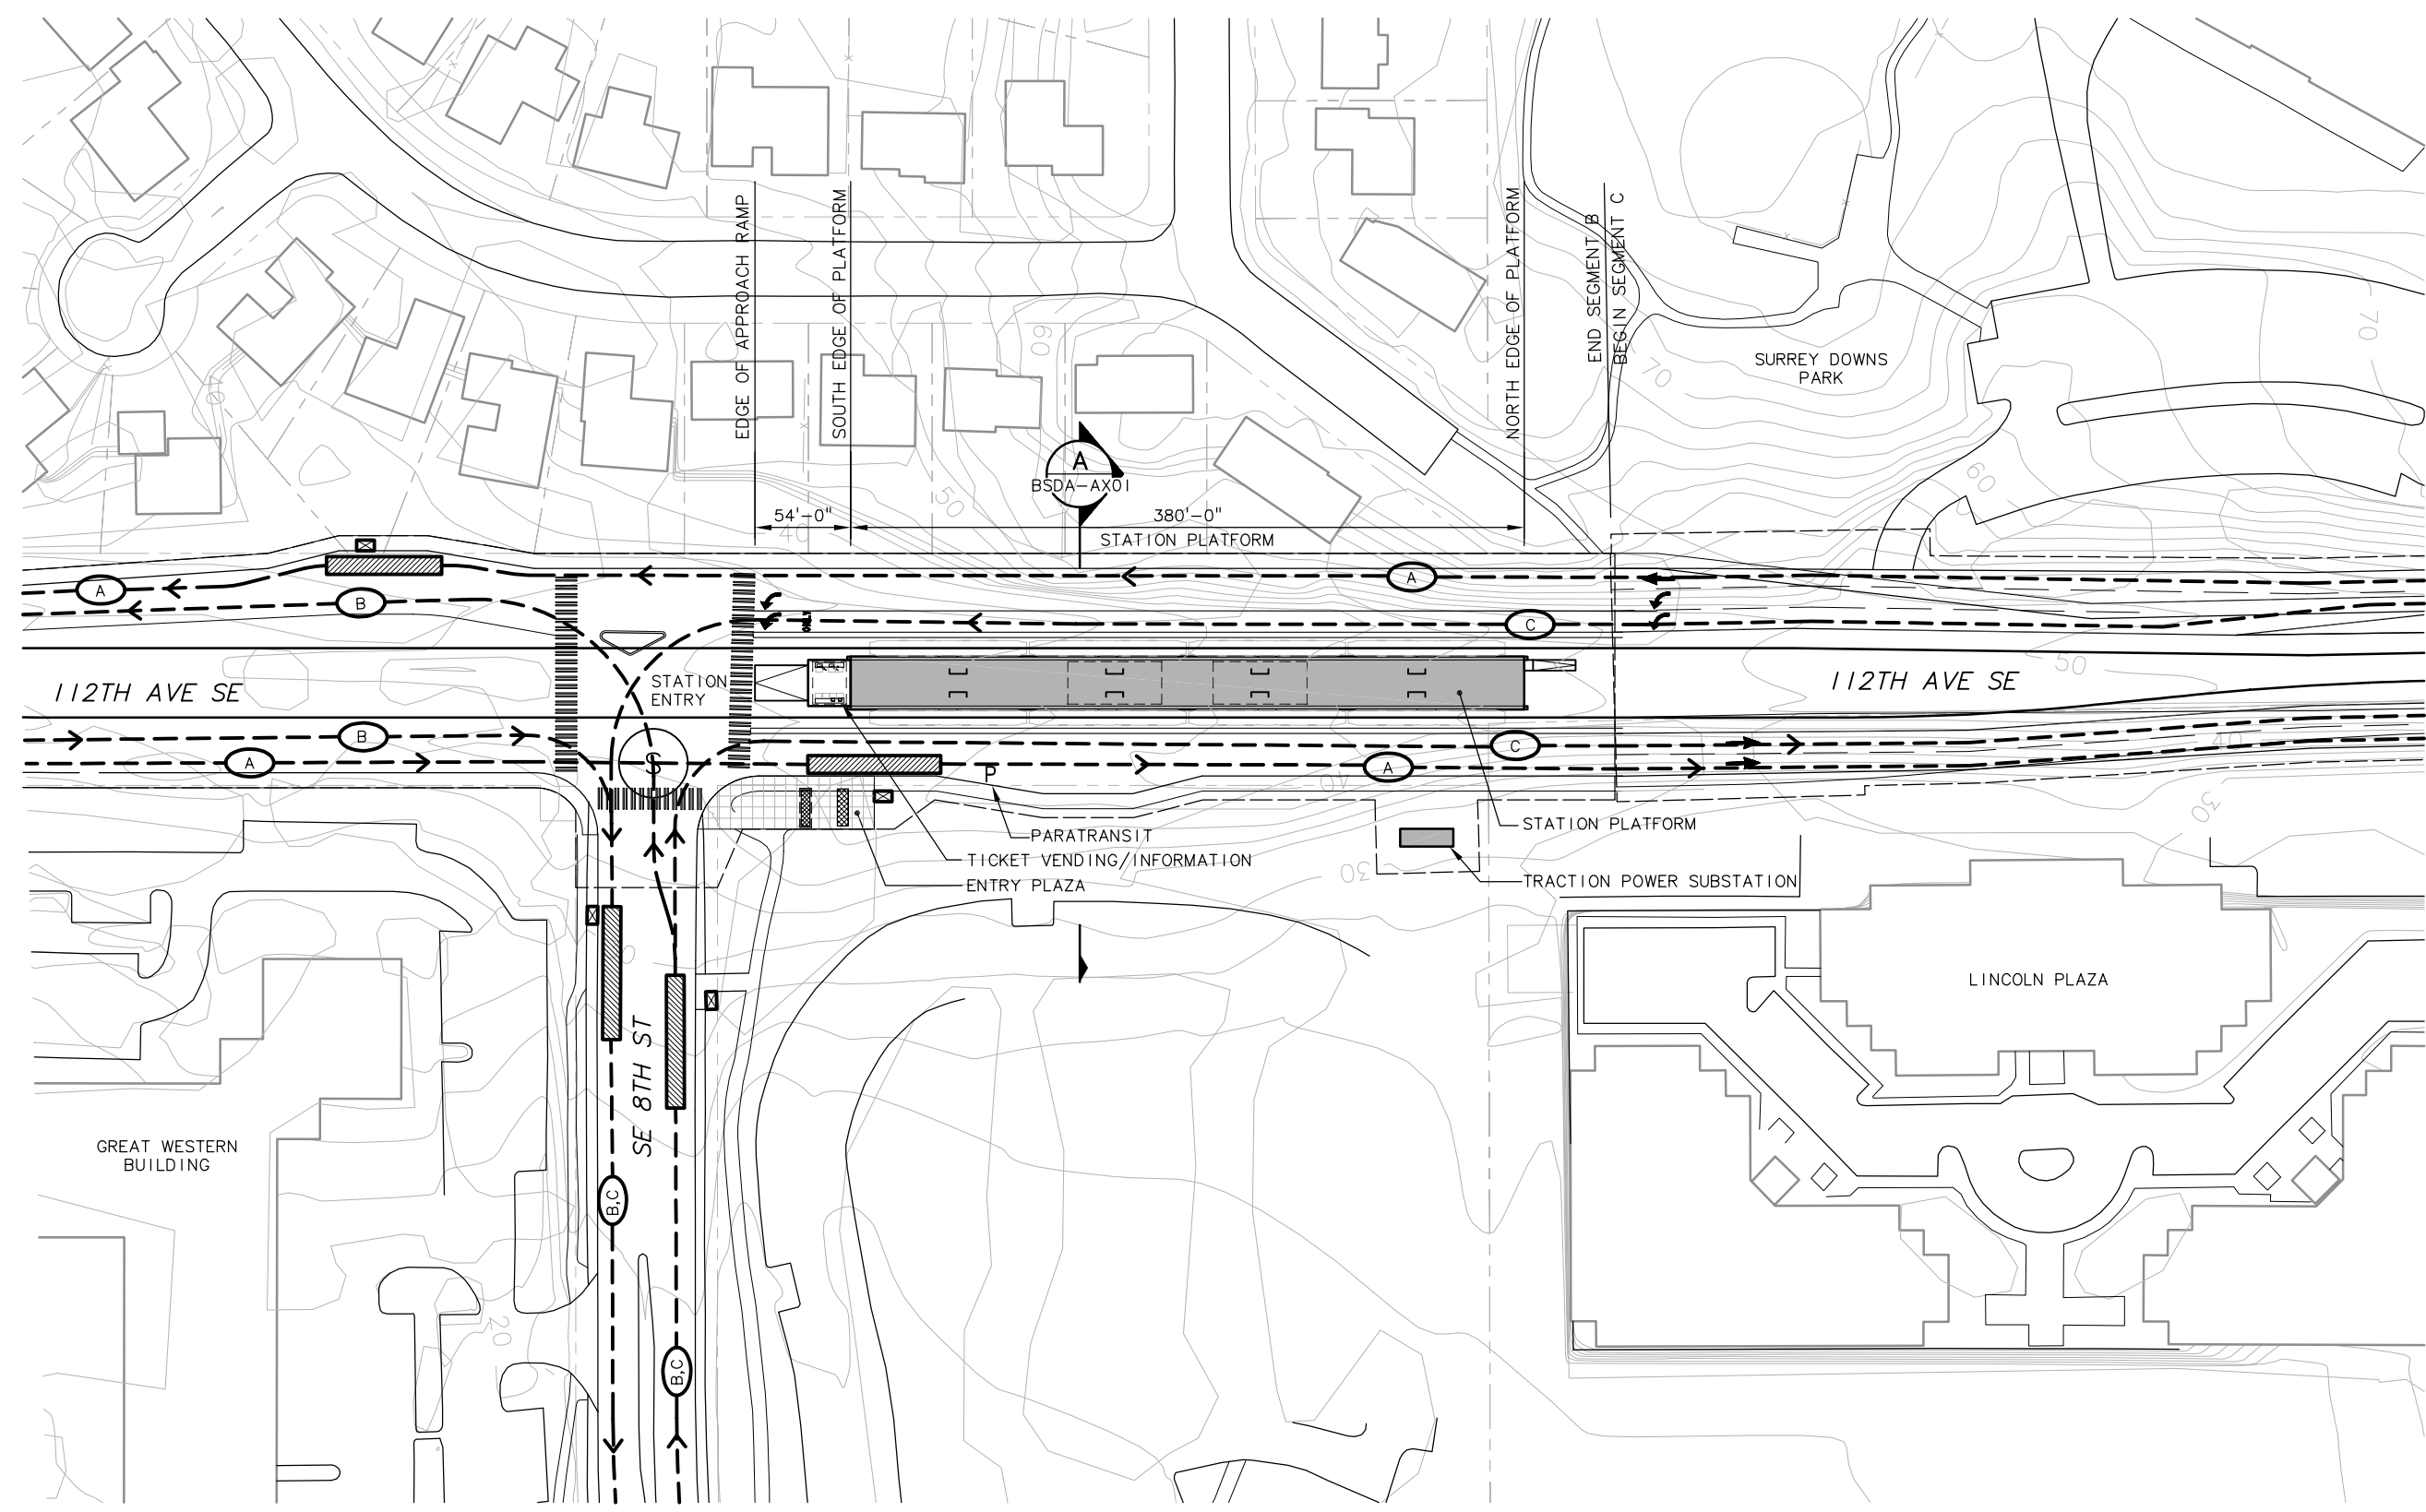 EDGE OF APPROACH RAMP
SOUTH EDGE OF PLATFORM
NORTH EDGE OF PLATFORM
END SEGMENT B
BEGIN SEGMENT C
SURREY DOWNS
PARK
70
70
60
60
50
40
A
BSDA-AX01
54'-0"
380'-0"
STATION PLATFORM
A
B
A
C
112TH AVE SE
STATION
ENTRY
50
112TH AVE SE
B
A
S
C
A
P
40
40
30
30
PARATRANSIT
TICKET VENDING/INFORMATION
ENTRY PLAZA
STATION PLATFORM
TRACTION POWER SUBSTATION
LINCOLN PLAZA
SE 8TH ST
GREAT WESTERN
BUILDING
B,C
B,C